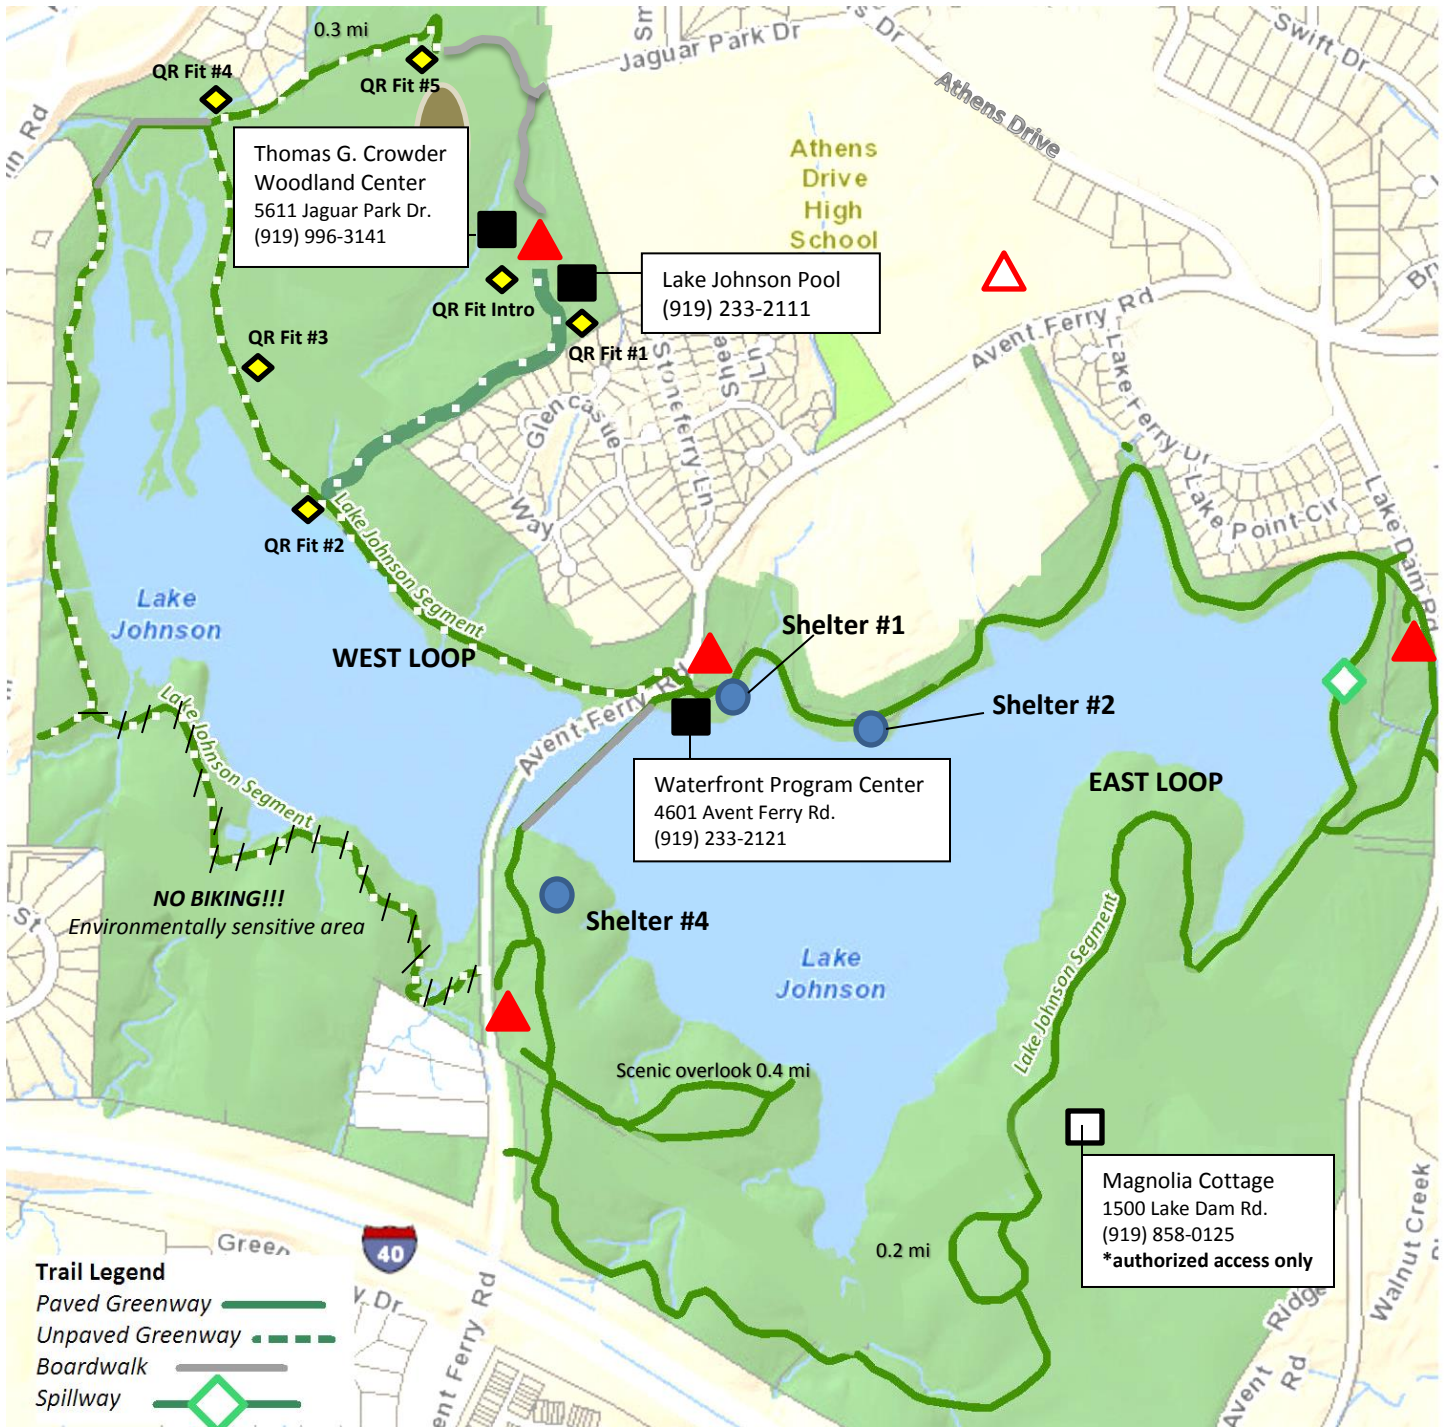 0.3 mi
Jaguar Park Dr
Dr
Swift Dr
QR Fit #4
QR Fit #5
Athens Drive
Rd
Thomas G. Crowder
Woodland Center
5611 Jaguar Park Dr.
(919) 996-3141
Athens
Drive
High
School
Lake Johnson Pool
(919) 233-2111
QR Fit Intro
QR Fit #1
QR Fit #3
Avent Ferry Rd
Lake Ferry Dr
Glencastle
Way
Stoneferry Ln
Ln
Lake Point Cir
Lake Dam Rd
QR Fit #2
Lake Johnson Segment
Lake
Johnson
WEST LOOP
Shelter #1
Avent Ferry Rd
Shelter #2
Lake Johnson Segment
Waterfront Program Center
4601 Avent Ferry Rd.
(919) 233-2121
EAST LOOP
NO BIKING!!!
Environmentally sensitive area
St
Shelter #4
Lake
Johnson
Lake Johnson Segment
Scenic overlook 0.4 mi
Magnolia Cottage
1500 Lake Dam Rd.
(919) 858-0125
*authorized access only
0.2 mi
Walnut Creek
40
Green
Dr
Trail Legend
Paved Greenway
Unpaved Greenway
Boardwalk
Spillway
Ferry Rd
Avent
Rd